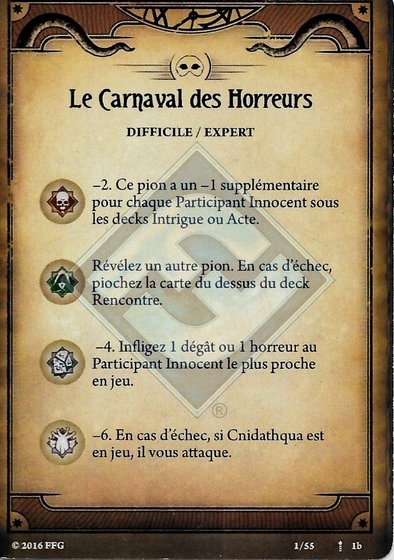 Le Carnaval des Horreurs
DIFFICILE / EXPERT
–2. Ce pion a un –1 supplémentaire
pour chaque Participant Innocent sous
les decks Intrigue ou Acte.
Révélez un autre pion. En cas d'échec,
piochez la carte du dessus du deck
Rencontre.
–4. Infligez 1 dégât ou 1 horreur au
Participant Innocent le plus proche
en jeu.
®
–6. En cas d'échec, si Cnidathqua est
en jeu, il vous attaque.
© 2016 FFG
1/55
1b